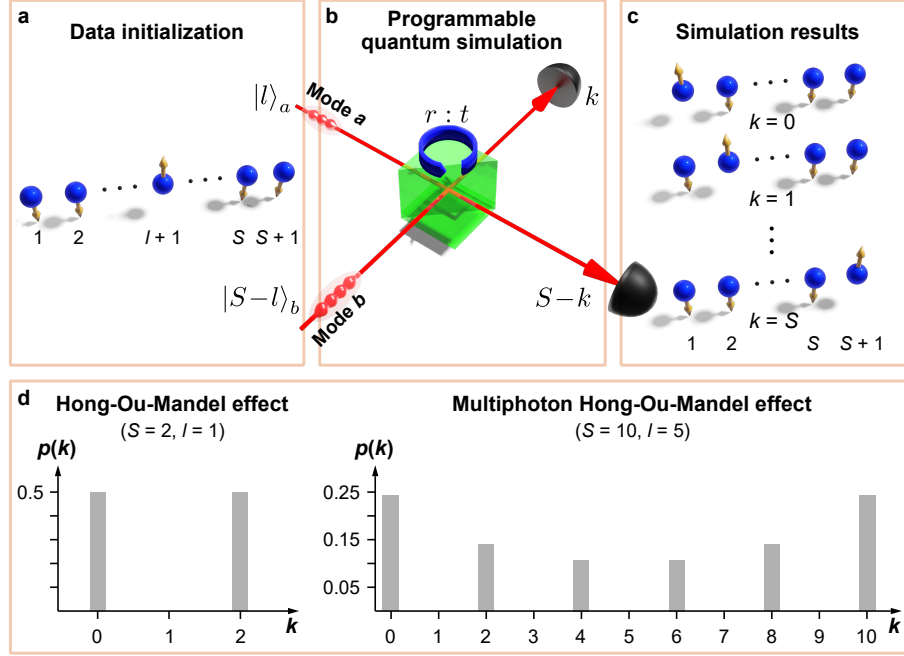 a
Data initialization
1 2 · · · l + 1 · · · S S + 1
b
Programmable
quantum simulation
|l⟩a
Mode a
r : t
k
|S−l⟩b
Mode b
S−k
c
Simulation results
· · ·
k = 0
· · ·
k = 1
⋮
· · ·
k = S
1 2 S S + 1
d
Hong-Ou-Mandel effect
(S = 2, l = 1)
p(k)
0.5
0 1 2 k
Multiphoton Hong-Ou-Mandel effect
(S = 10, l = 5)
p(k)
0.25
0.15
0.05
0 1 2 3 4 5 6 7 8 9 10 k